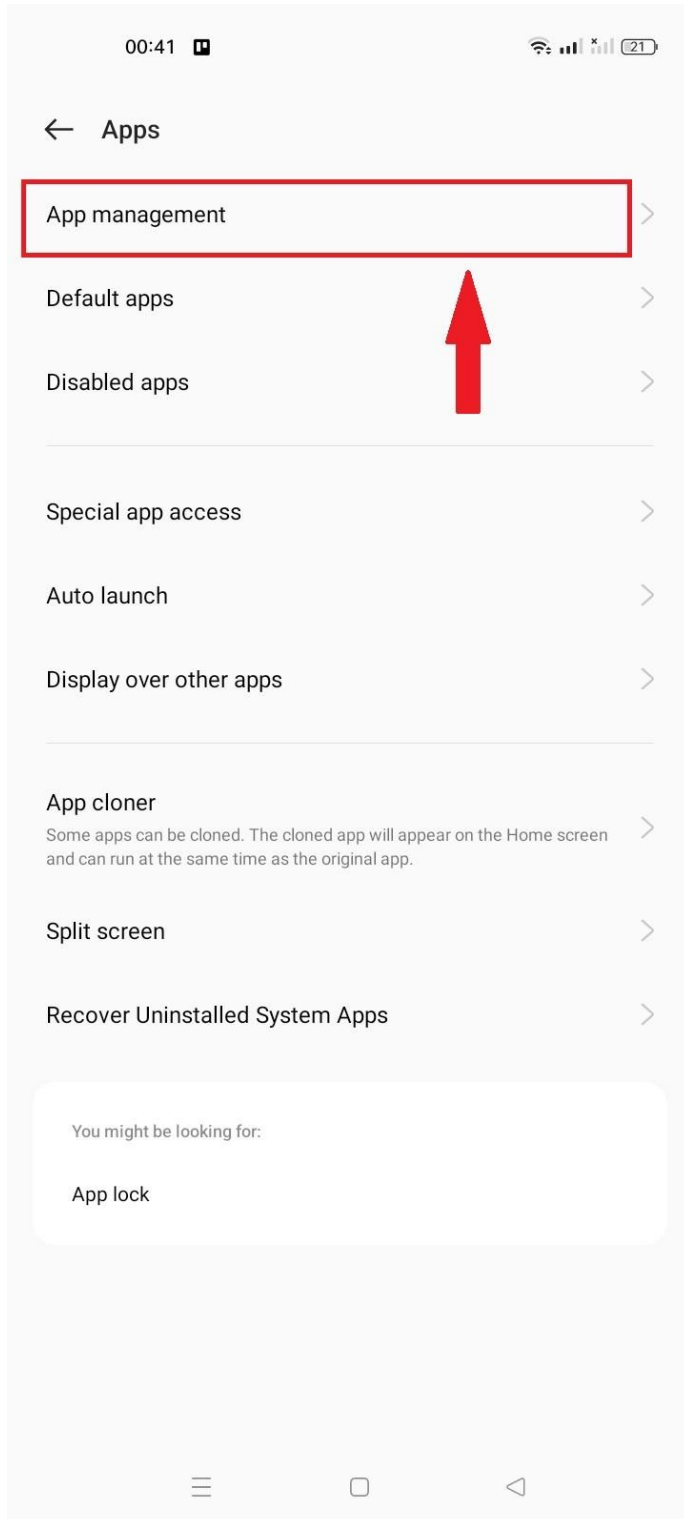 00:41
21
Apps
App management
Default apps
Disabled apps
Special app access
Auto launch
Display over other apps
App cloner
Some apps can be cloned. The cloned app will appear on the Home screen
and can run at the same time as the original app.
Split screen
Recover Uninstalled System Apps
You might be looking for:
App lock